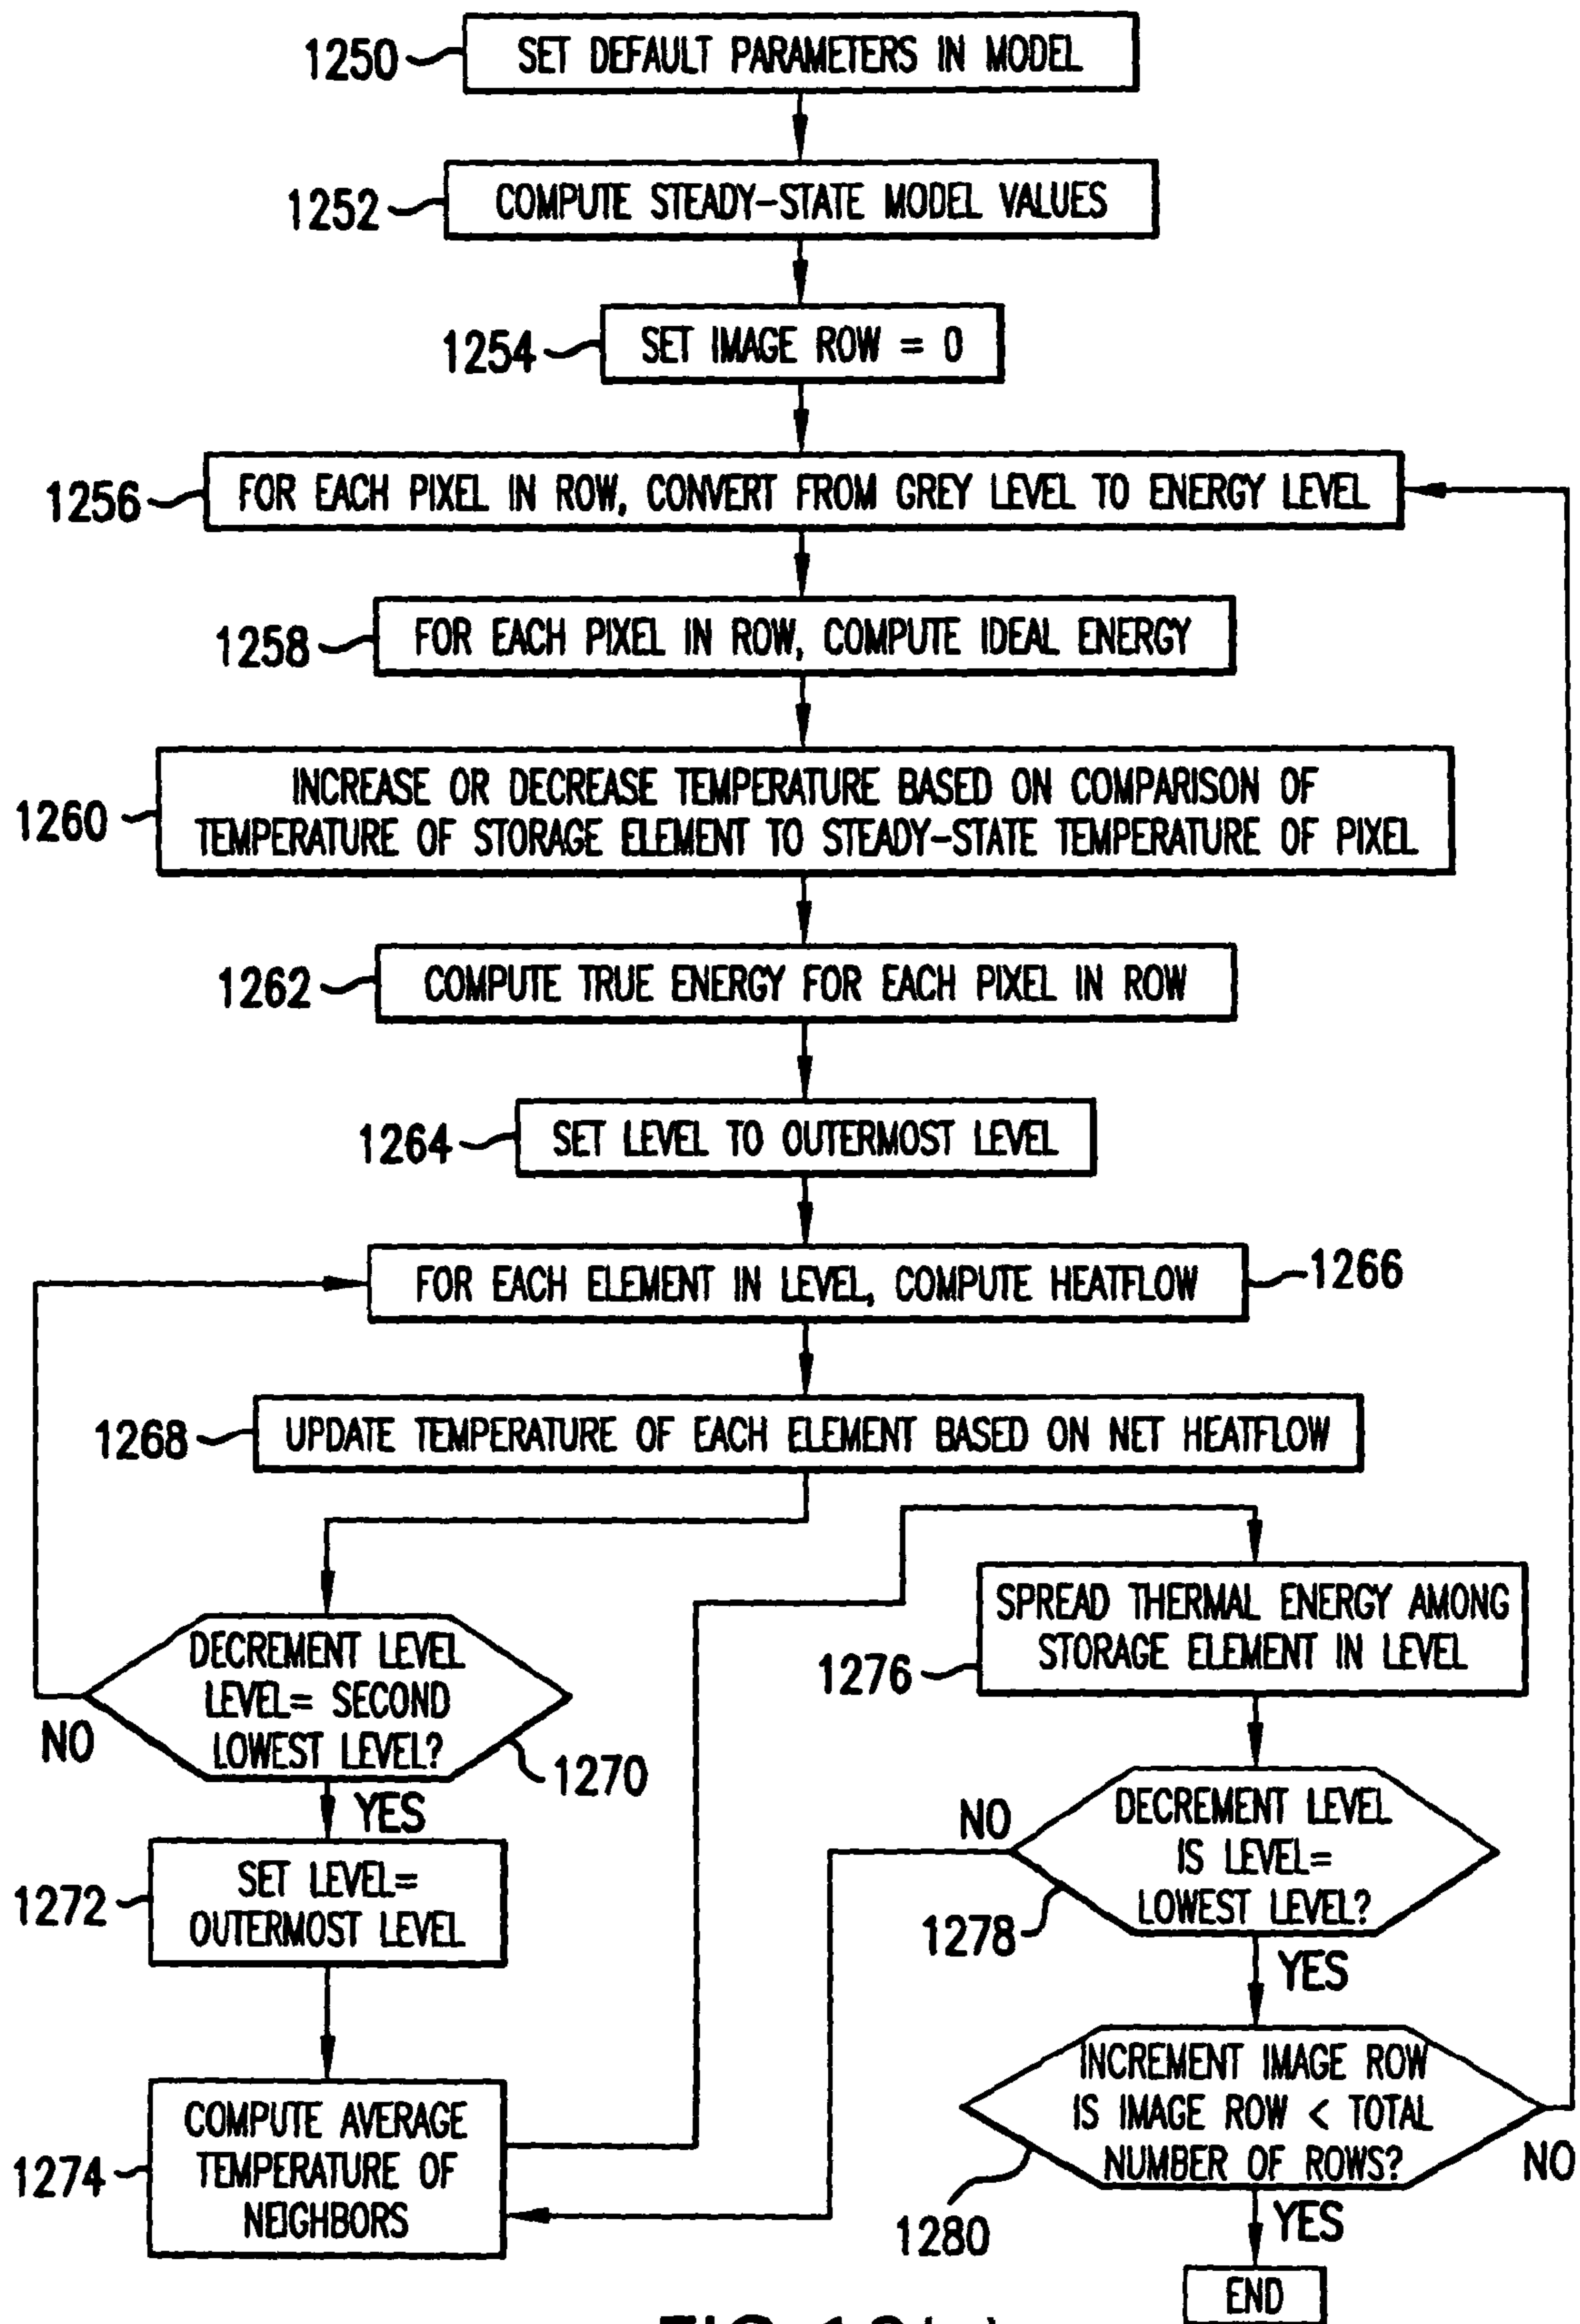 1250
SET DEFAULT PARAMETERS IN MODEL
1252
COMPUTE STEADY-STATE MODEL VALUES
1254
SET IMAGE ROW = 0
1256
FOR EACH PIXEL IN ROW, CONVERT FROM GREY LEVEL TO ENERGY LEVEL
1258
FOR EACH PIXEL IN ROW, COMPUTE IDEAL ENERGY
1260
INCREASE OR DECREASE TEMPERATURE BASED ON COMPARISON OF
TEMPERATURE OF STORAGE ELEMENT TO STEADY-STATE TEMPERATURE OF PIXEL
1262
COMPUTE TRUE ENERGY FOR EACH PIXEL IN ROW
1264
SET LEVEL TO OUTERMOST LEVEL
FOR EACH ELEMENT IN LEVEL, COMPUTE HEATFLOW
1266
1268
UPDATE TEMPERATURE OF EACH ELEMENT BASED ON NET HEATFLOW
DECREMENT LEVEL
LEVEL= SECOND
LOWEST LEVEL?
NO
1270
YES
1272
SET LEVEL=
OUTERMOST LEVEL
1274
COMPUTE AVERAGE
TEMPERATURE OF
NEIGHBORS
SPREAD THERMAL ENERGY AMONG
STORAGE ELEMENT IN LEVEL
1276
NO
DECREMENT LEVEL
IS LEVEL=
LOWEST LEVEL?
1278
YES
INCREMENT IMAGE ROW
IS IMAGE ROW < TOTAL
NUMBER OF ROWS?
NO
1280
YES
END